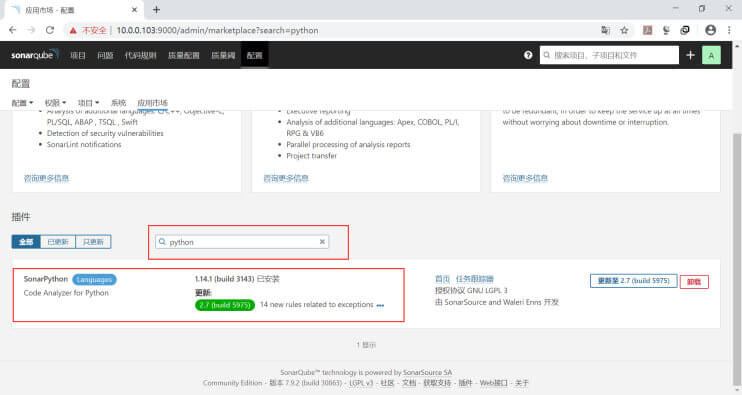 应用市场 - 配置
不安全 | 10.0.0.103:9000/admin/marketplace?search=python
sonarqube 项目 问题 代码规则 质量配置 质量阈 配置 搜索项目、子项目和文件 A
配置
配置 权限 项目 系统 应用市场
Analysis of additional languages: C/C++, Objective-C,
PL/SQL, ABAP , TSQL , Swift
Detection of security vulnerabilities
SonarLint notifications
咨询更多信息
Executive reporting
Analysis of additional languages: Apex, COBOL, PL/I,
RPG & VB6
Parallel processing of analysis reports
Project transfer
咨询更多信息
to be redundant, in order to keep the service up at all times
without worrying about downtime or interruption.
咨询更多信息
插件
全部 已更新 只更新 python
SonarPython Languages 1.14.1 (build 3143) 已安装 首页 任务跟踪器 更新至 2.7 (build 5975) 卸载
Code Analyzer for Python 更新: 授权协议 GNU LGPL 3
2.7 (build 5975) 14 new rules related to exceptions 由 SonarSource and Waleri Enns 开发
1 显示
SonarQube™ technology is powered by SonarSource SA
Community Edition - 版本 7.9.2 (build 30863) - LGPL v3 - 社区 - 文档 - 获取支持 - 插件 - Web接口 - 关于